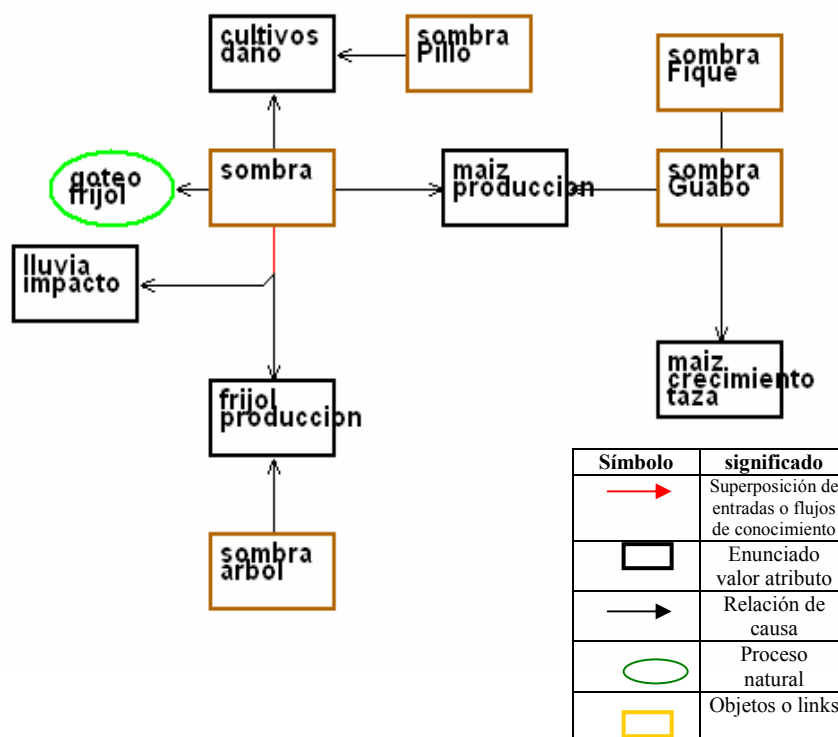 cultivos
daño
sombra
Pillo
sombra
Fique
goteo
frijol
sombra
maiz
produccion
sombra
Guabo
lluvia
impacto
maiz
crecimiento
taza
frijol
produccion
sombra
arbol
Símbolo significado
Superposición de
entradas o flujos
de conocimiento
Enunciado
valor atributo
Relación de
causa
Proceso
natural
Objetos o links